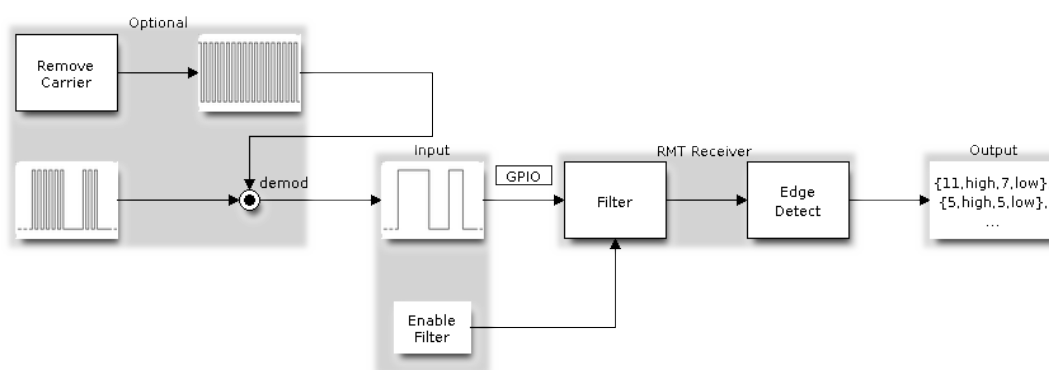 Optional
Remove
Carrier
demod
Input
GPIO
RMT Receiver
Filter
Edge
Detect
Output
{11,high,7,low}
{5,high,5,low},
...
Enable
Filter